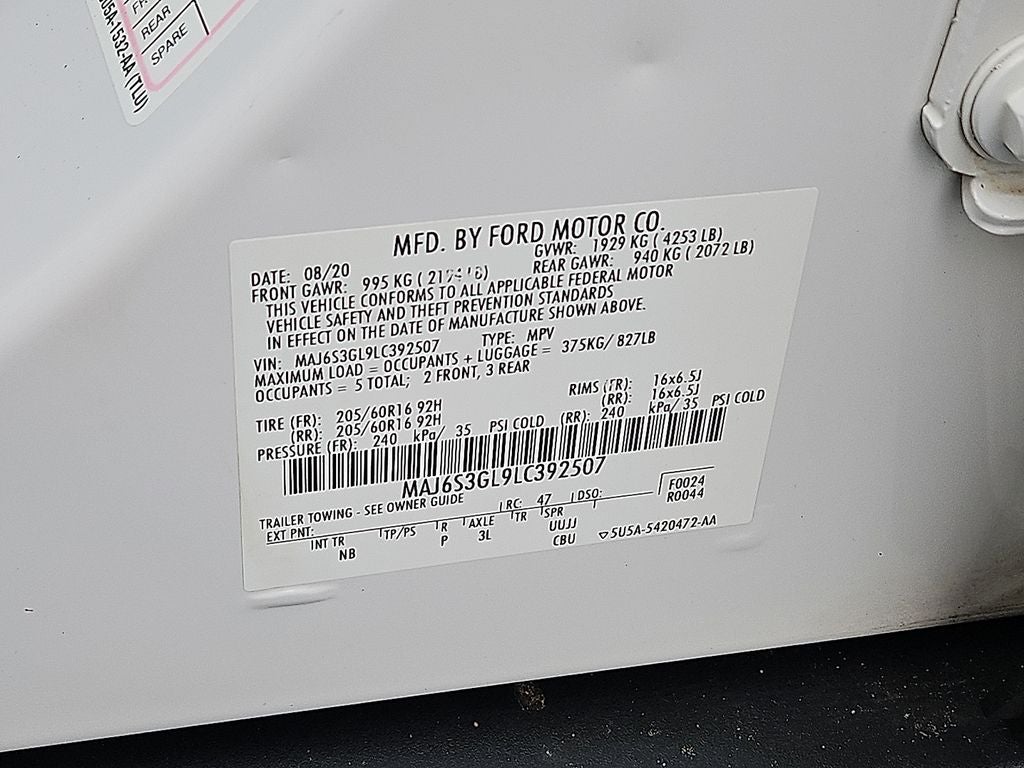 REAR
SPARE
U5A-1532-AA (TLU)
MFD. BY FORD MOTOR CO.
DATE: 08/20 GVWR: 1929 KG ( 4253 LB)
FRONT GAWR: 995 KG ( LB) REAR GAWR: 940 KG ( 2072 LB)
THIS VEHICLE CONFORMS TO ALL APPLICABLE FEDERAL MOTOR
VEHICLE SAFETY AND THEFT PREVENTION STANDARDS
IN EFFECT ON THE DATE OF MANUFACTURE SHOWN ABOVE.
VIN: MAJ6S3GL9LC392507 TYPE: MPV
MAXIMUM LOAD = OCCUPANTS + LUGGAGE = 375KG/ 827LB
OCCUPANTS = 5 TOTAL; 2 FRONT, 3 REAR
TIRE (FR): 205/60R16 92H RIMS (FR): 16x6.5J
(RR): 205/60R16 92H (RR): 16x6.5J
PRESSURE (FR): 240 kPa/ 35 PSI COLD (RR): 240 kPa/ 35 PSI COLD
MAJ6S3GL9LC392507
TRAILER TOWING - SEE OWNER GUIDE
EXT PNT: RC: 47 DSO: F0024
R0044
INT TR TP/PS R AXLE TR SPR
NB P 3L UUJJ
CBU ▽5U5A-5420472-AA